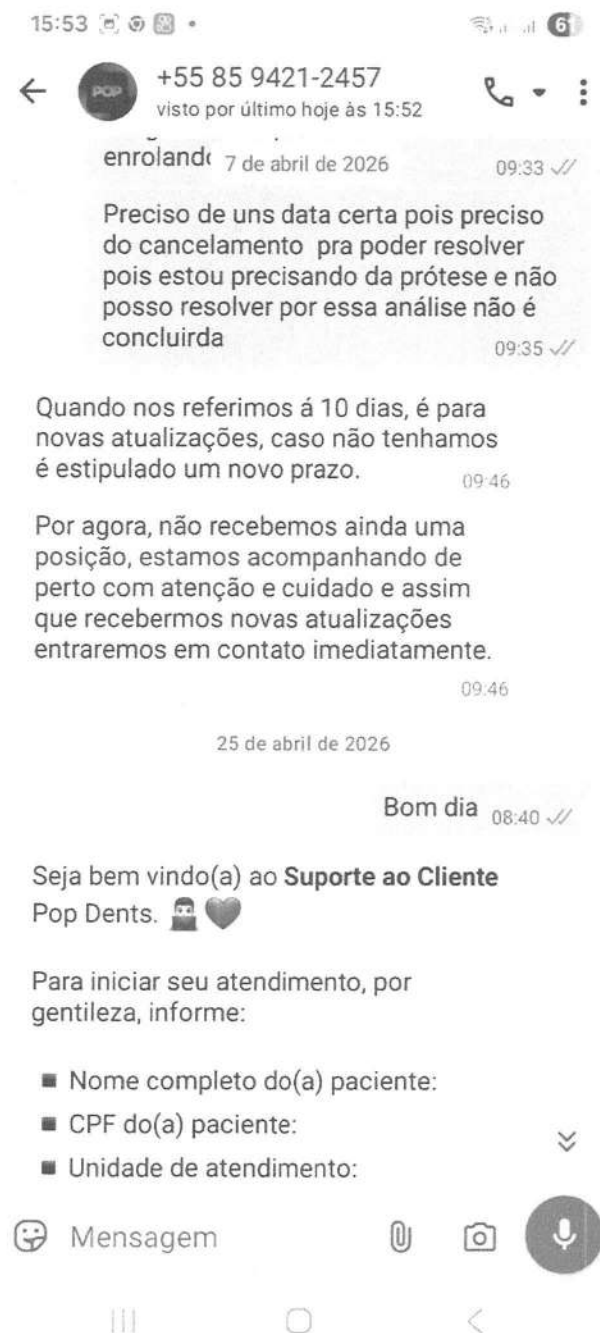 15:53
61
POP
+55 85 9421-2457
visto por último hoje às 15:52
7 de abril de 2026
09:33
Preciso de uns data certa pois preciso
do cancelamento pra poder resolver
pois estou precisando da prótese e não
posso resolver por essa análise não é
concluirda
09:35
Quando nos referimos á 10 dias, é para
novas atualizações, caso não tenhamos
é estipulado um novo prazo.
09:46
Por agora, não recebemos ainda uma
posição, estamos acompanhando de
perto com atenção e cuidado e assim
que recebermos novas atualizações
entraremos em contato imediatamente.
09:46
25 de abril de 2026
Bom dia 08:40
Seja bem vindo(a) ao Suporte ao Cliente
Pop Dents.
Para iniciar seu atendimento, por
gentileza, informe:
Nome completo do(a) paciente:
CPF do(a) paciente:
Unidade de atendimento:
Mensagem